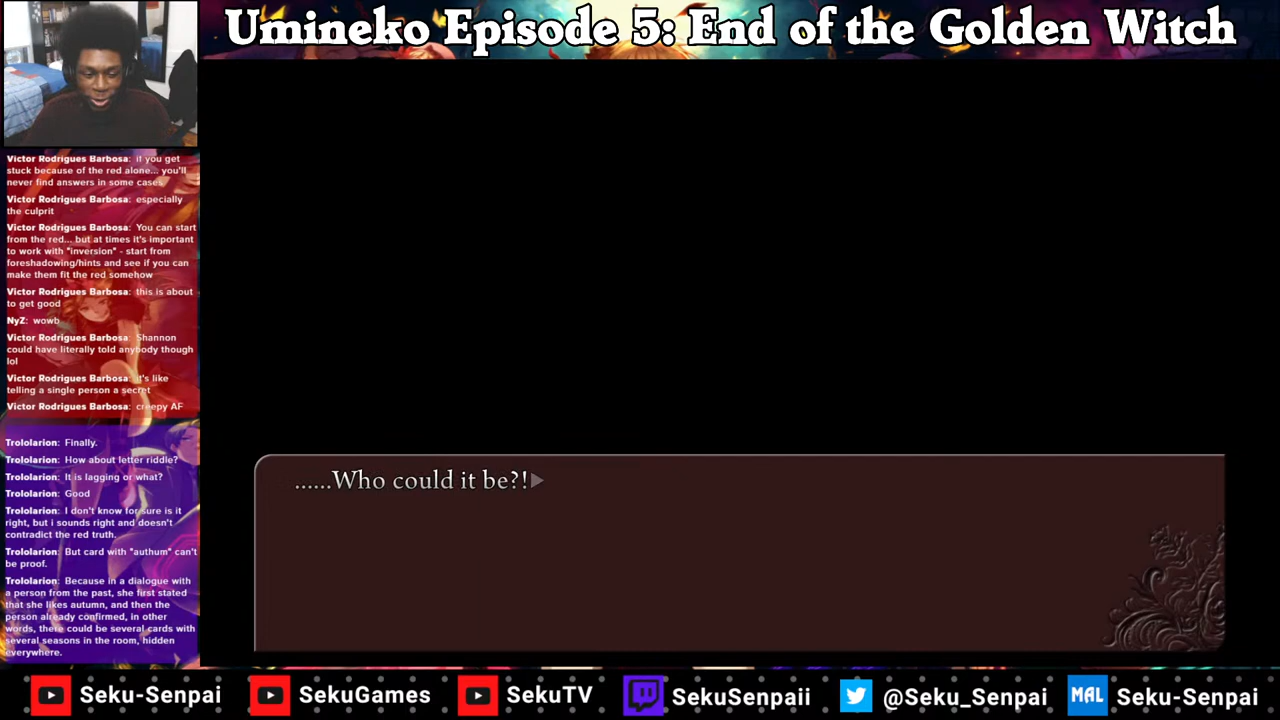 Umineko Episode 5: End of the Golden Witch
Victor Rodrigues Barbosa: if you get
stuck because of the red alone... you'll
never find answers in some cases
Victor Rodrigues Barbosa: especially
the culprit
Victor Rodrigues Barbosa: You can start
from the red... but at times it's important
to work with "inversion" - start from
foreshadowing/hints and see if you can
make them fit the red somehow
Victor Rodrigues Barbosa: this is about
to get good
NyZ: wowb
Victor Rodrigues Barbosa: Shannon
could have literally told anybody though
lol
Victor Rodrigues Barbosa: it's like
telling a single person a secret
Victor Rodrigues Barbosa: creepy AF
Trololarion: Finally.
Trololarion: How about letter riddle?
Trololarion: It is lagging or what?
Trololarion: Good
Trololarion: I don't know for sure is it
right, but i sounds right and doesn't
contradict the red truth.
Trololarion: But card with "authum" can't
be proof.
Trololarion: Because in a dialogue with
a person from the past, she first stated
that she likes autumn, and then the
person already confirmed, in other
words, there could be several cards with
several seasons in the room, hidden
everywhere.
......Who could it be?!
Seku-Senpai
SekuGames
SekuTV
SekuSenpaii
@Seku_Senpai
MAL
Seku-Senpai